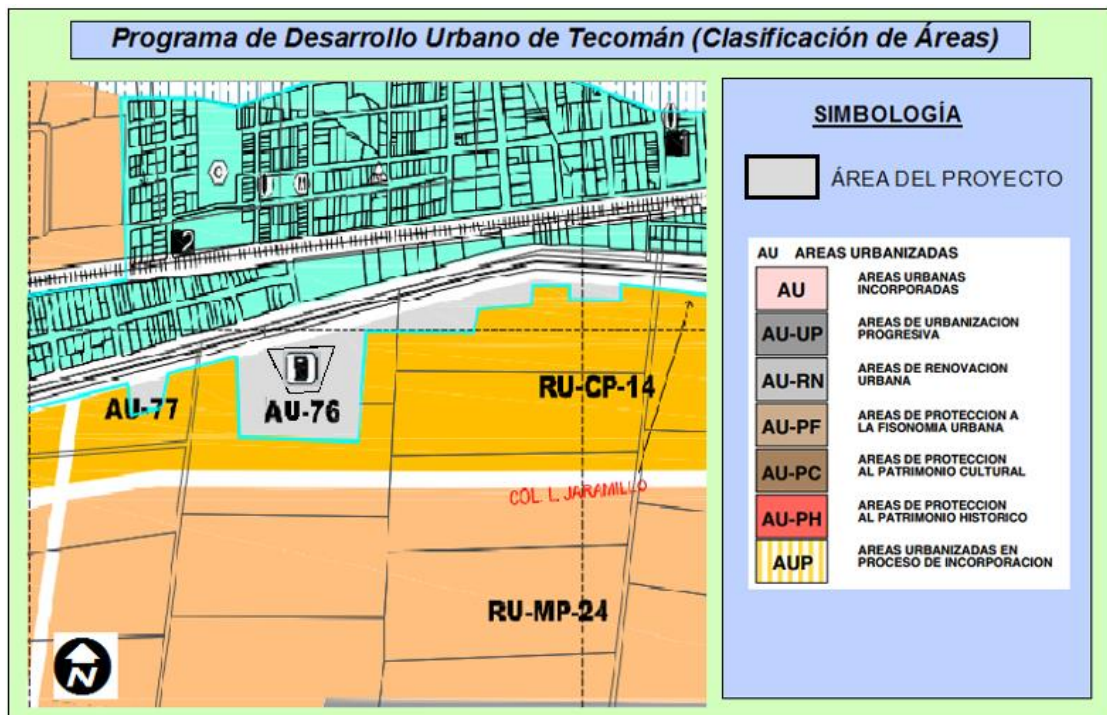 Programa de Desarrollo Urbano de Tecomán (Clasificación de Áreas)
C
M
2
AU-77
AU-76
RU-CP-14
COL. L. JARAMILLO
RU-MP-24
N
SIMBOLOGÍA
ÁREA DEL PROYECTO
AU AREAS URBANIZADAS
AU
AREAS URBANAS
INCORPORADAS
AU-UP
AREAS DE URBANIZACION
PROGRESIVA
AU-RN
AREAS DE RENOVACION
URBANA
AU-PF
AREAS DE PROTECCION A
LA FISONOMIA URBANA
AU-PC
AREAS DE PROTECCION
AL PATRIMONIO CULTURAL
AU-PH
AREAS DE PROTECCION
AL PATRIMONIO HISTORICO
AUP
AREAS URBANIZADAS EN
PROCESO DE INCORPORACION